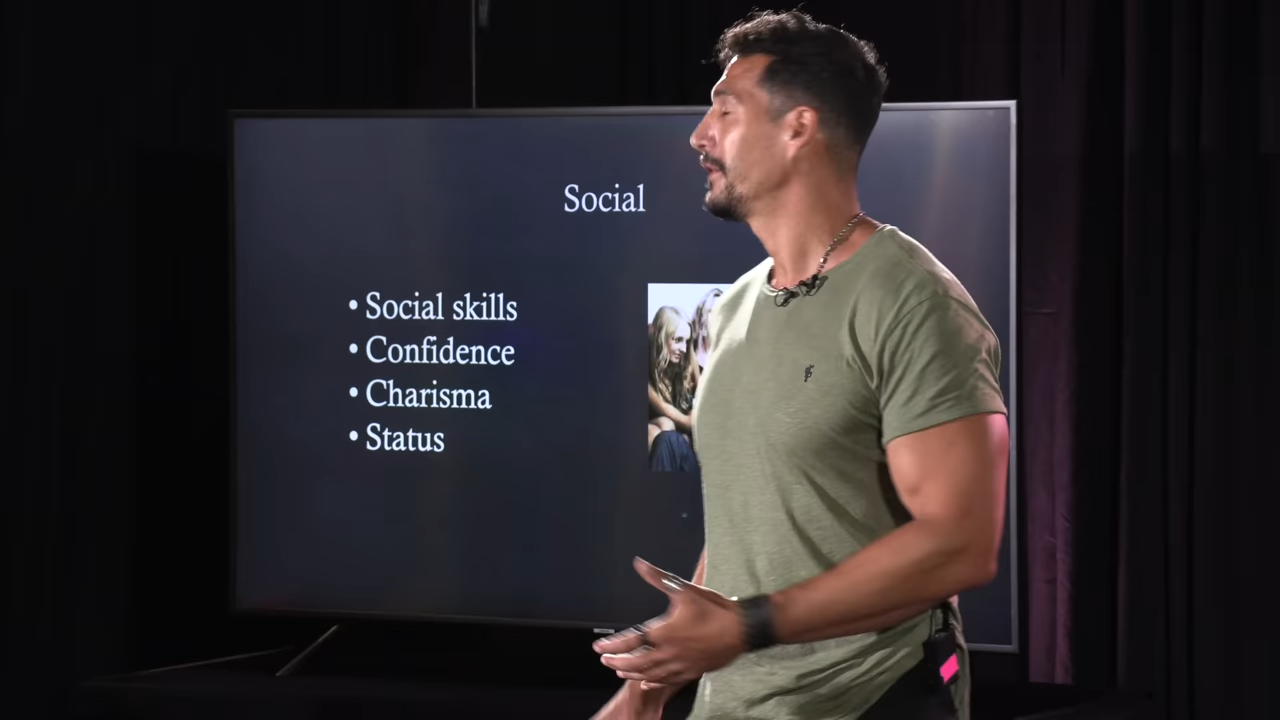 Social
• Social skills
• Confidence
• Charisma
• Status